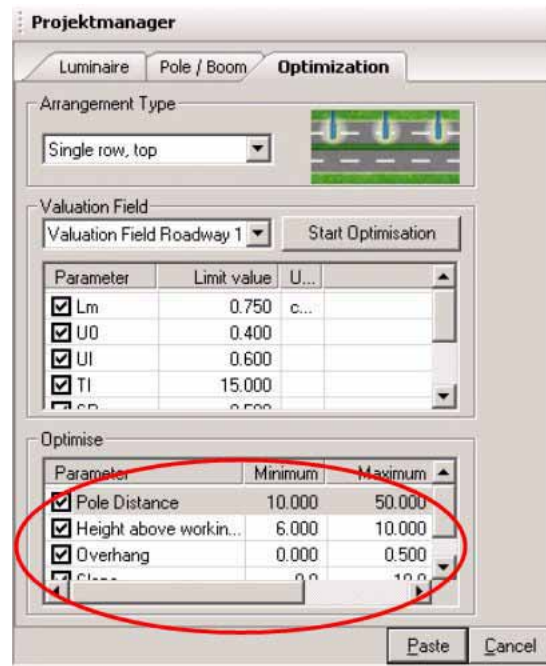 Projektmanager
Luminaire Pole / Boom Optimization
Arrangement Type
Single row, top
Valuation Field
Valuation Field Roadway 1 Start Optimisation
Parameter Limit value U...
Lm 0.750 c...
U0 0.400
UI 0.600
TI 15.000
Optimise
Parameter Minimum Maximum
Pole Distance 10.000 50.000
Height above workin... 6.000 10.000
Overhang 0.000 0.500
Paste Cancel